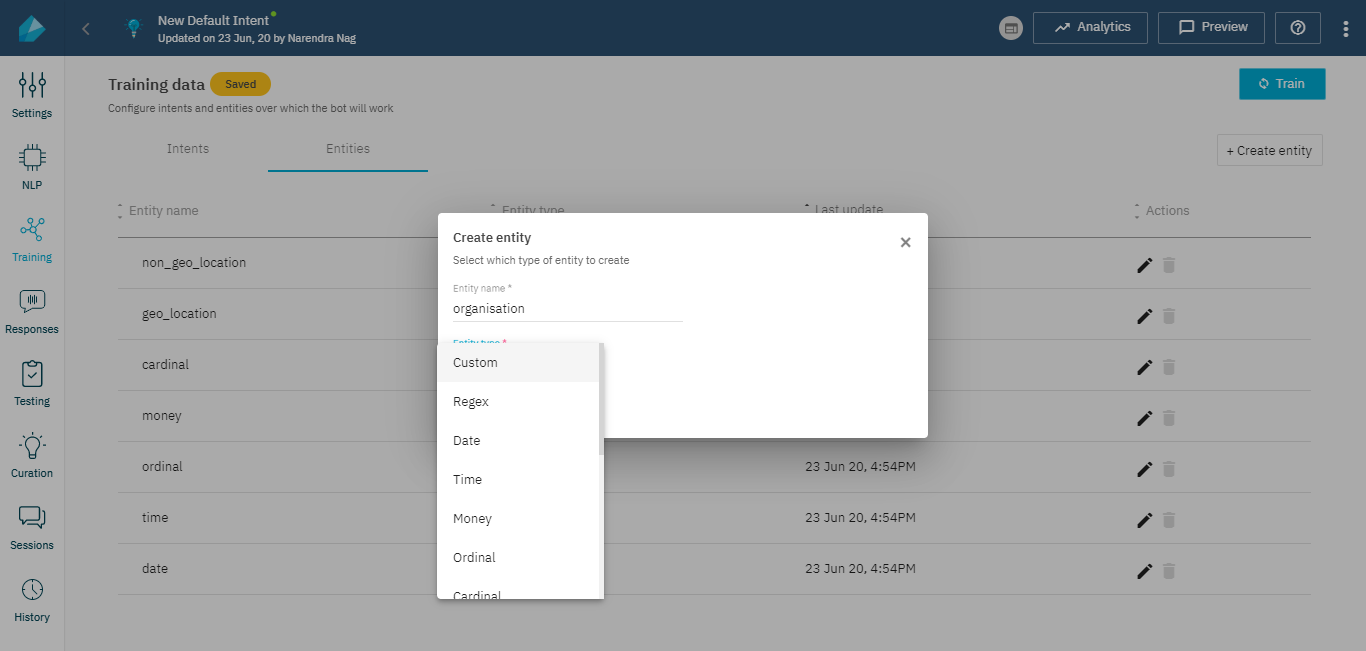 New Default Intent
Updated on 23 Jun, 20 by Narendra Nag
Analytics
Preview
Settings
NLP
Training
Responses
Testing
Curation
Sessions
History
Training data Saved
Configure intents and entities over which the bot will work
Train
Intents Entities
+ Create entity
Entity name Entity type Last update Actions
non_geo_location
geo_location
cardinal
money
ordinal 23 Jun 20, 4:54PM
time 23 Jun 20, 4:54PM
date 23 Jun 20, 4:54PM
Create entity
Select which type of entity to create
Entity name *
organisation
Entity type *
Custom
Regex
Date
Time
Money
Ordinal
Cardinal